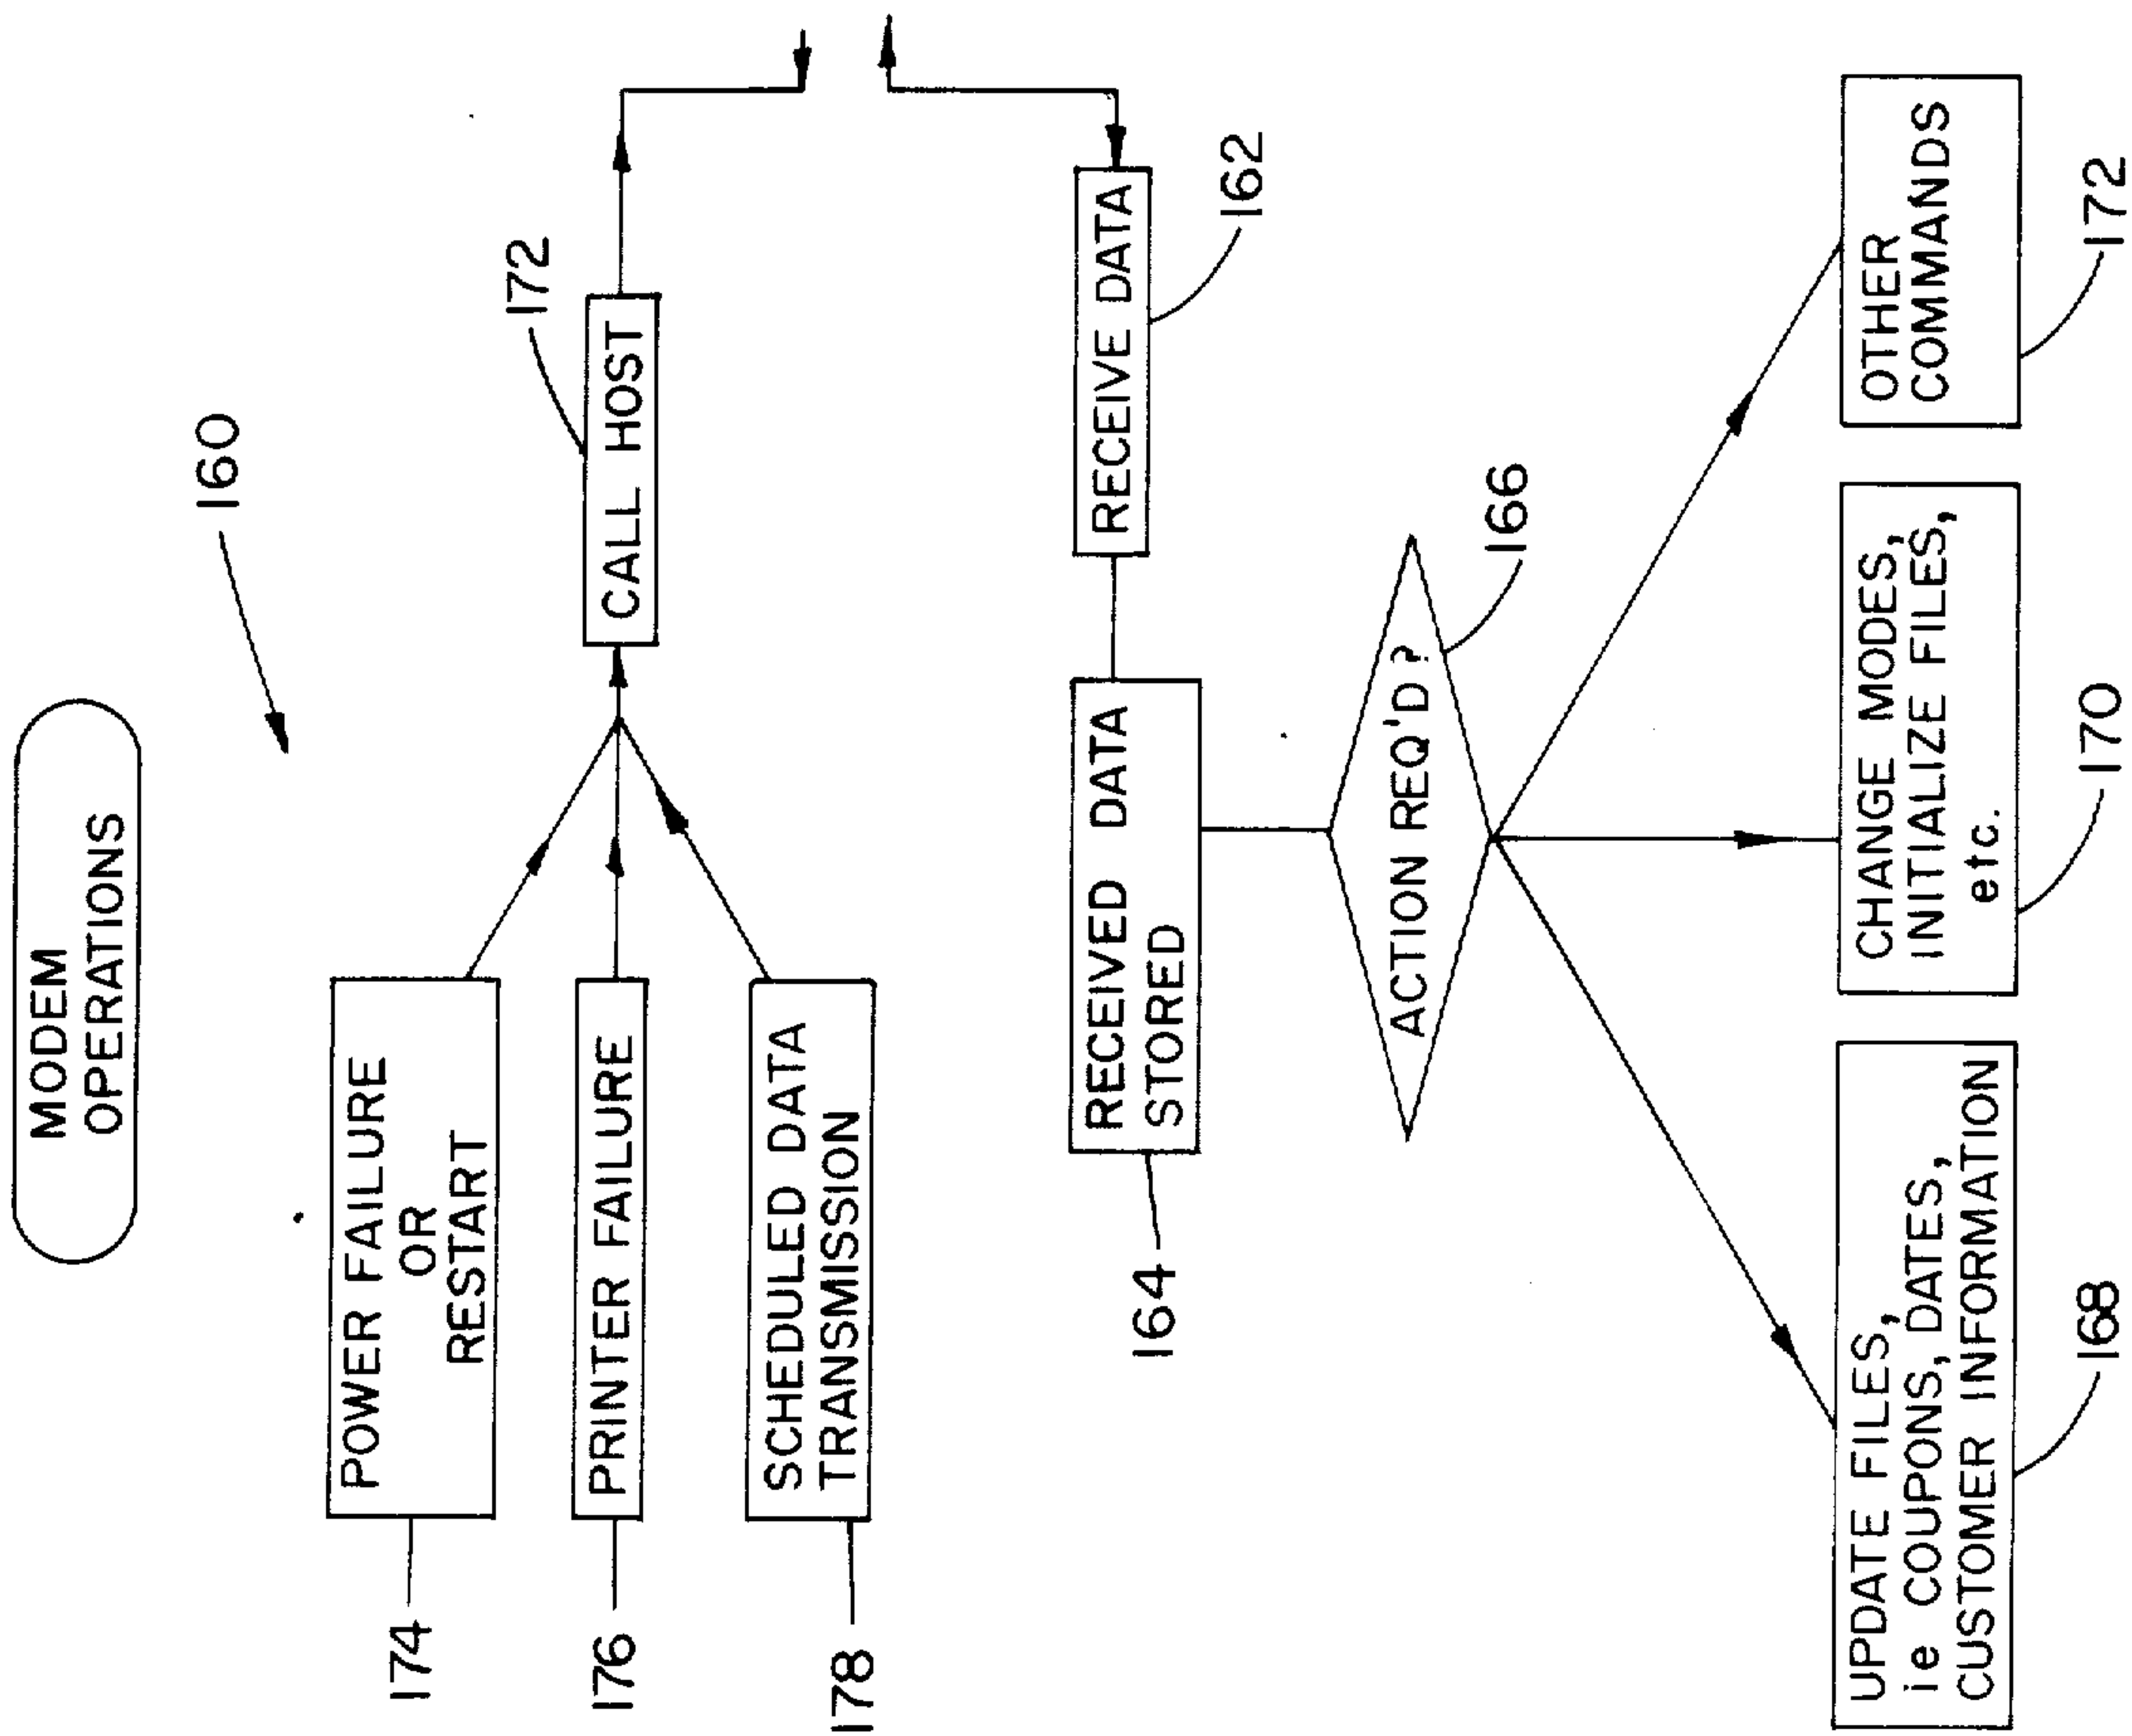 MODEM
OPERATIONS
160
174
POWER FAILURE
OR
RESTART
176
PRINTER FAILURE
178
SCHEDULED DATA
TRANSMISSION
172
CALL HOST
RECEIVE DATA
162
164
RECEIVED DATA
STORED
ACTION REQ'D?
166
UPDATE FILES,
ie COUPONS, DATES,
CUSTOMER INFORMATION
168
CHANGE MODES,
INITIALIZE FILES,
etc.
170
OTHER
COMMANDS
172